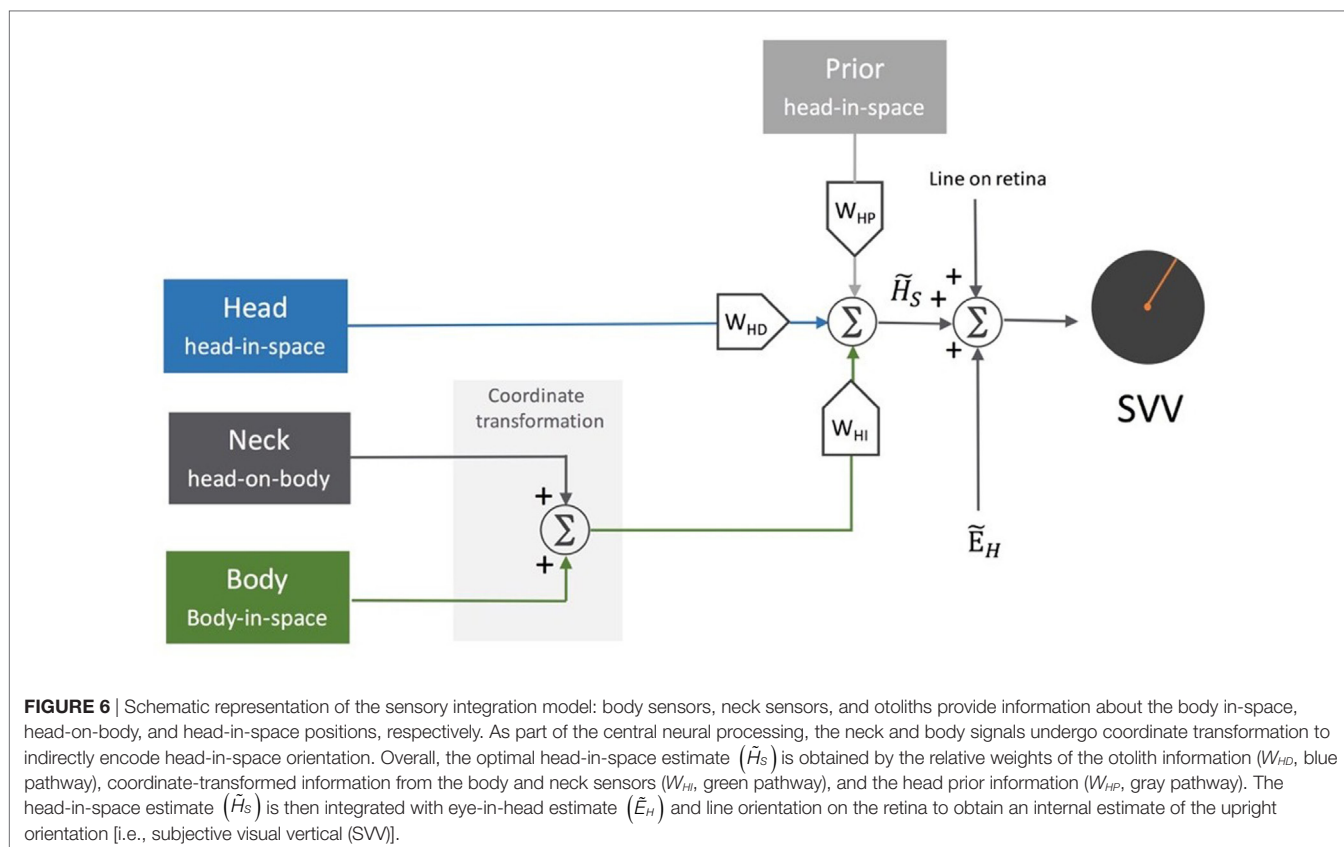 Prior
head-in-space
Line on retina
W_HP
H̃_S
+
+
+
Head
head-in-space
W_HD
Σ
Σ
Coordinate
transformation
W_HI
SVV
Neck
head-on-body
+
Σ
+
Ẽ_H
Body
Body-in-space
FIGURE 6 | Schematic representation of the sensory integration model: body sensors, neck sensors, and otoliths provide information about the body in-space,
head-on-body, and head-in-space positions, respectively. As part of the central neural processing, the neck and body signals undergo coordinate transformation to
indirectly encode head-in-space orientation. Overall, the optimal head-in-space estimate (H̃_S) is obtained by the relative weights of the otolith information (W_HD, blue
pathway), coordinate-transformed information from the body and neck sensors (W_HI, green pathway), and the head prior information (W_HP, gray pathway). The
head-in-space estimate (H̃_S) is then integrated with eye-in-head estimate (Ẽ_H) and line orientation on the retina to obtain an internal estimate of the upright
orientation [i.e., subjective visual vertical (SVV)].